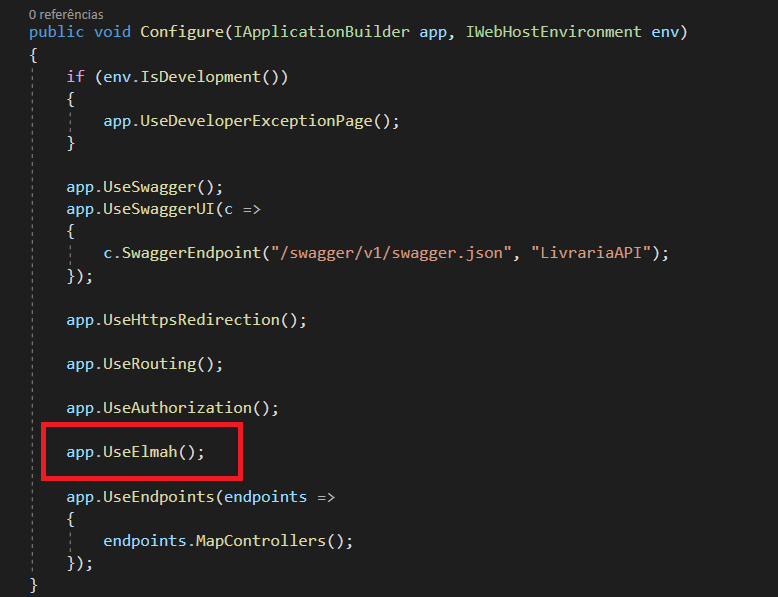 0 referências
public void Configure(IApplicationBuilder app, IWebHostEnvironment env)
{
if (env.IsDevelopment())
{
app.UseDeveloperExceptionPage();
}
app.UseSwagger();
app.UseSwaggerUI(c =>
{
c.SwaggerEndpoint("/swagger/v1/swagger.json", "LivrariaAPI");
});
app.UseHttpsRedirection();
app.UseRouting();
app.UseAuthorization();
app.UseElmah();
app.UseEndpoints(endpoints =>
{
endpoints.MapControllers();
});
}